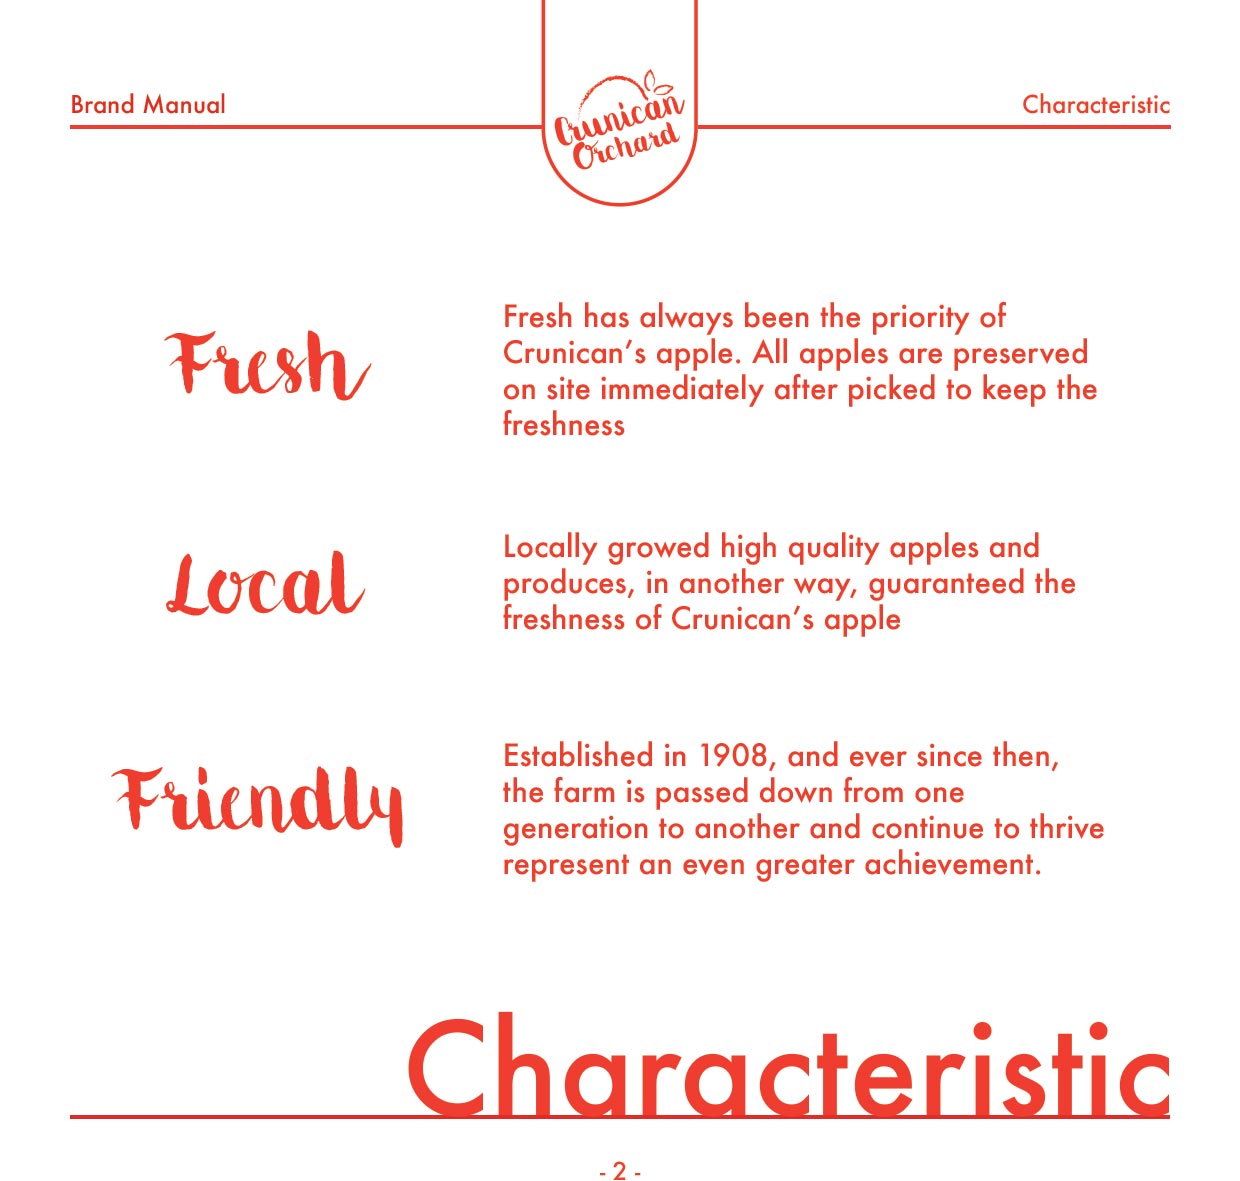 Brand Manual
Crunican
Orchard
Characteristic
Fresh
Fresh has always been the priority of
Crunican’s apple. All apples are preserved
on site immediately after picked to keep the
freshness
Local
Locally growed high quality apples and
produces, in another way, guaranteed the
freshness of Crunican’s apple
Friendly
Established in 1908, and ever since then,
the farm is passed down from one
generation to another and continue to thrive
represent an even greater achievement.
Characteristic
- 2 -